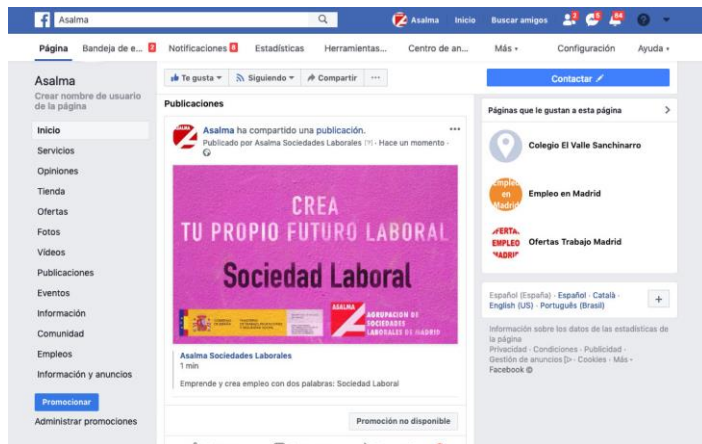 Asalma
Asalma
Inicio
Buscar amigos
Página
Bandeja de e...
Notificaciones
Estadísticas
Herramientas...
Centro de an...
Más
Configuración
Ayuda
Asalma
Crear nombre de usuario
de la página
Inicio
Servicios
Opiniones
Tienda
Ofertas
Fotos
Vídeos
Publicaciones
Eventos
Información
Comunidad
Empleos
Información y anuncios
Promocionar
Administrar promociones
Te gusta
Siguiendo
Compartir
Publicaciones
Asalma ha compartido una publicación.
Publicado por Asalma Sociedades Laborales [?] · Hace un momento ·
CREA
TU PROPIO FUTURO LABORAL
Sociedad Laboral
ASALMA
AGRUPACION DE
SOCIEDADES
LABORALES DE MADRID
Asalma Sociedades Laborales
1 min
Emprende y crea empleo con dos palabras: Sociedad Laboral
Promoción no disponible
Contactar
Páginas que le gustan a esta página
Colegio El Valle Sanchinarro
Empleo
en
Madrid
Empleo en Madrid
EMPLEO
Ofertas Trabajo Madrid
Español (España) · Español · Català ·
English (US) · Português (Brasil)
Información sobre los datos de las estadísticas de
la página
Privacidad · Condiciones · Publicidad ·
Gestión de anuncios · Cookies · Más
Facebook ©